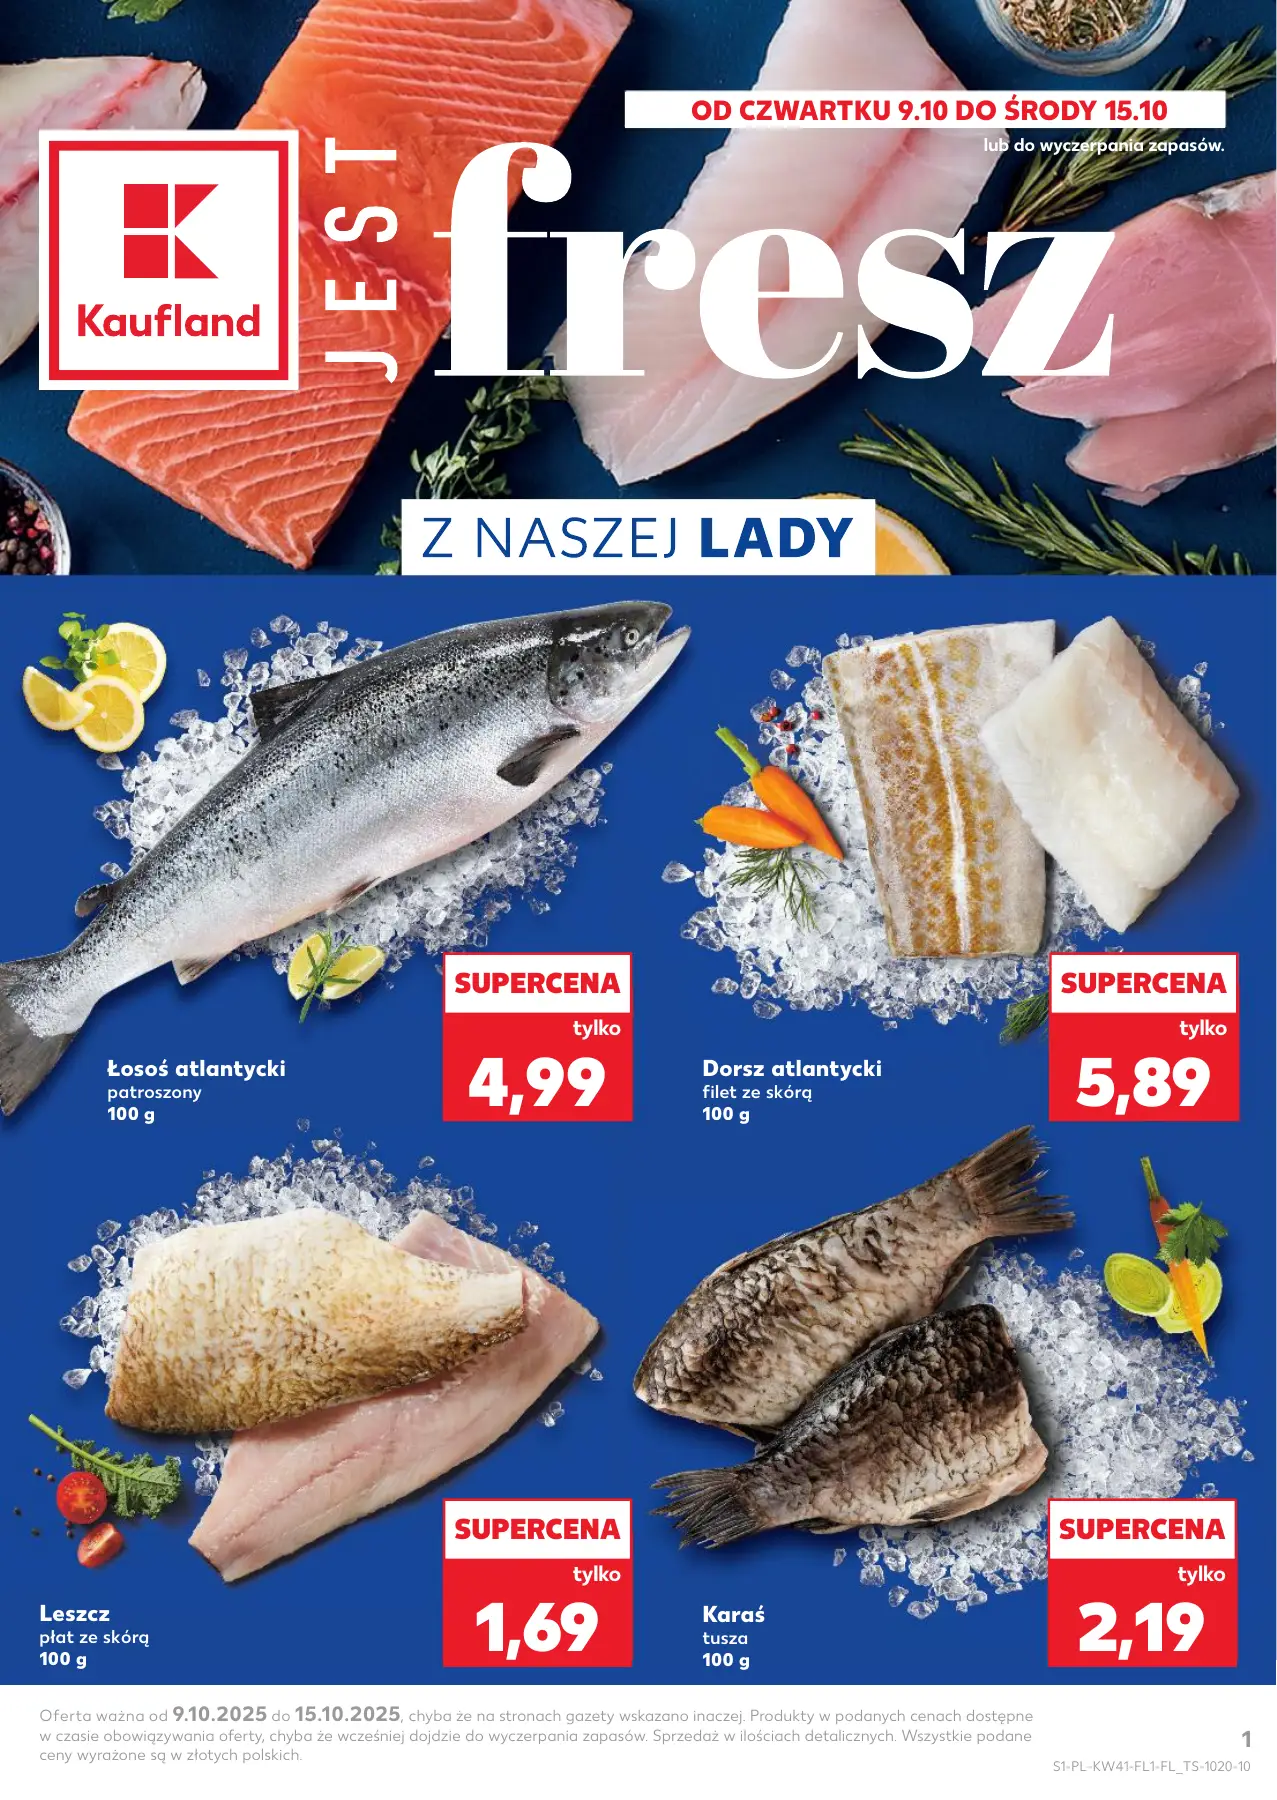 OD CZWARTKU 9.10 DO ŚRODY 15.10
lub do wyczerpania zapasów.
Kaufland
JEST
fresz
Z NASZEJ LADY
SUPERCENA
tylko
4,99
Łosoś atlantycki
patroszony
100 g
SUPERCENA
tylko
5,89
Dorsz atlantycki
filet ze skórą
100 g
SUPERCENA
tylko
1,69
Leszcz
płat ze skórą
100 g
SUPERCENA
tylko
2,19
Karaś
tusza
100 g
Oferta ważna od 9.10.2025 do 15.10.2025, chyba że na stronach gazety wskazano inaczej. Produkty w podanych cenach dostępne
w czasie obowiązywania oferty, chyba że wcześniej dojdzie do wyczerpania zapasów. Sprzedaż w ilościach detalicznych. Wszystkie podane
ceny wyrażone są w złotych polskich.
1
S1-PL-KW41-FL1-FL_TS-1020-10